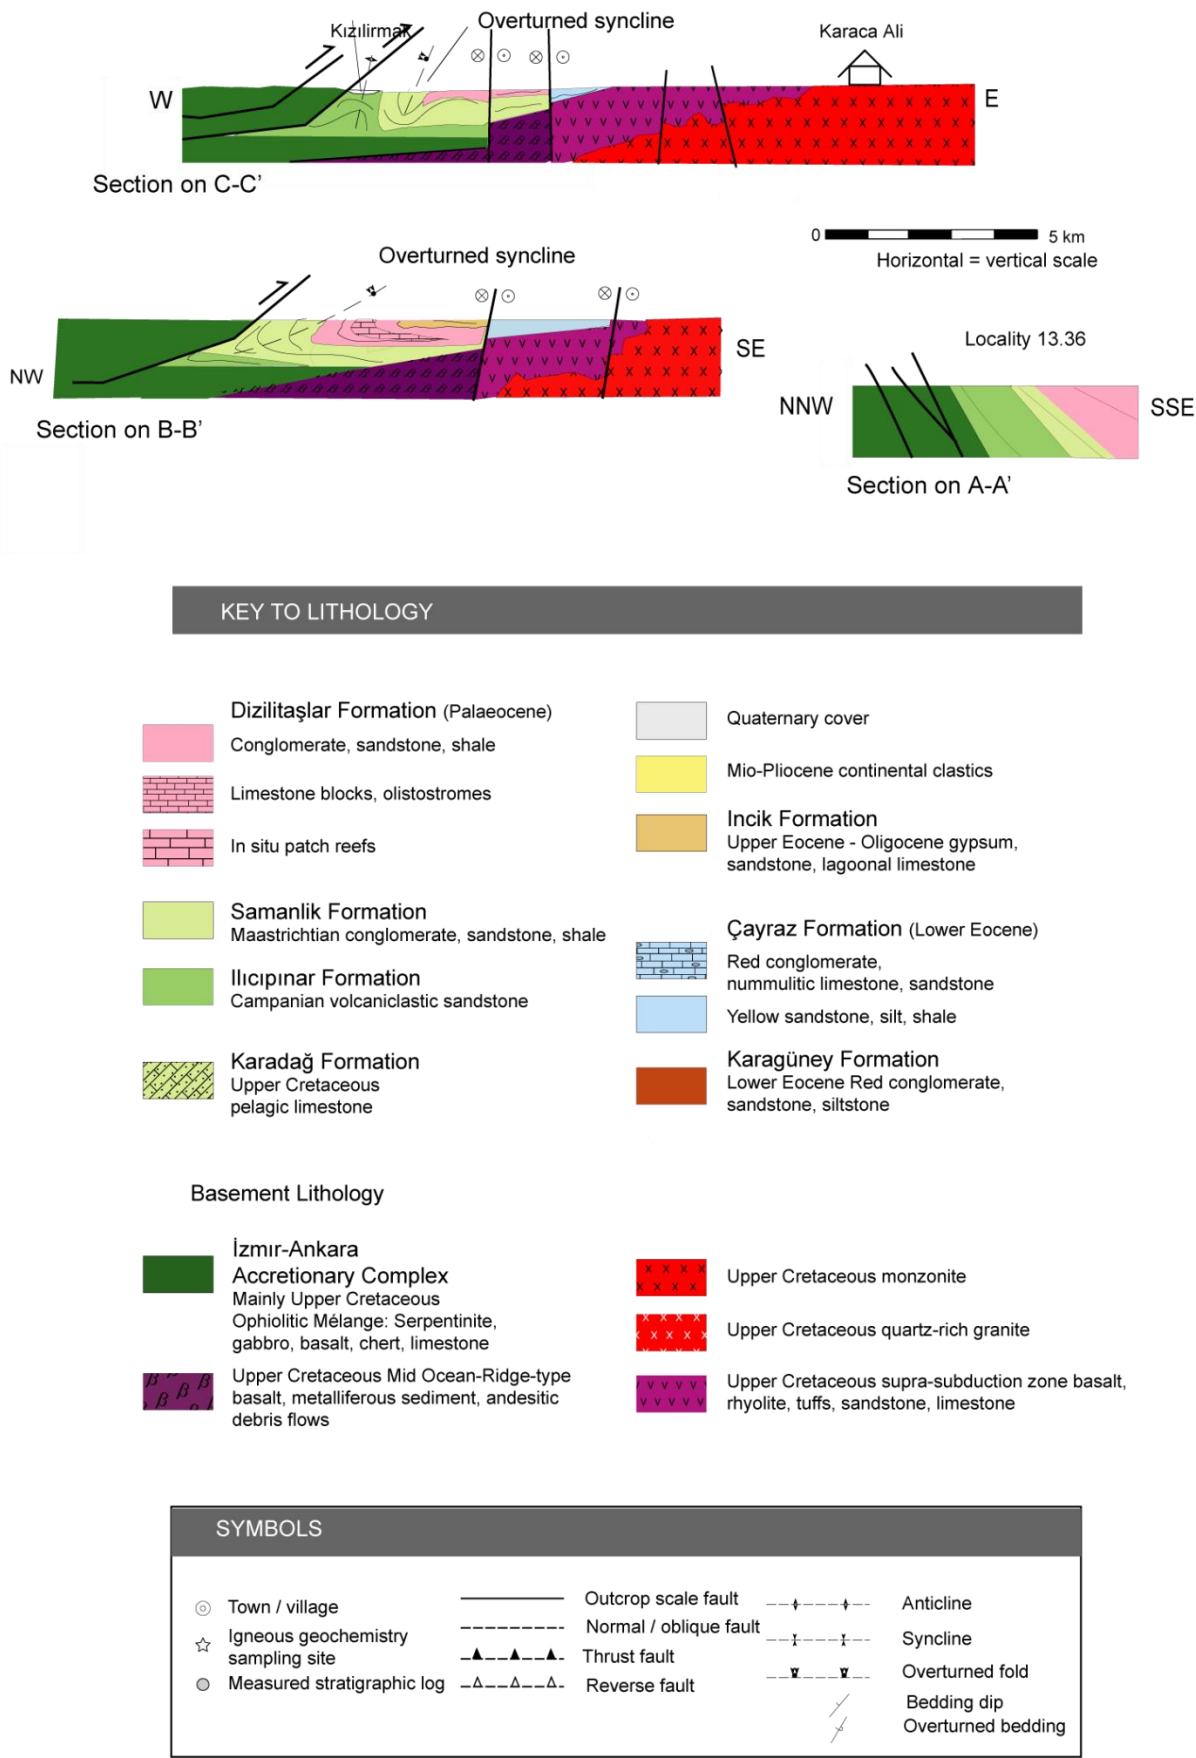 Kızılırmak
Overturned syncline
Karaca Ali
W
E
Section on C-C’
Overturned syncline
0
5 km
Horizontal = vertical scale
NW
SE
Section on B-B’
Locality 13.36
NNW
SSE
Section on A-A’
KEY TO LITHOLOGY
Dizilitaşlar Formation (Palaeocene)
Conglomerate, sandstone, shale
Limestone blocks, olistostromes
In situ patch reefs
Samanlik Formation
Maastrichtian conglomerate, sandstone, shale
Ilıcıpınar Formation
Campanian volcaniclastic sandstone
Karadağ Formation
Upper Cretaceous
pelagic limestone
Quaternary cover
Mio-Pliocene continental clastics
Incik Formation
Upper Eocene - Oligocene gypsum,
sandstone, lagoonal limestone
Çayraz Formation (Lower Eocene)
Red conglomerate,
nummulitic limestone, sandstone
Yellow sandstone, silt, shale
Karagüney Formation
Lower Eocene Red conglomerate,
sandstone, siltstone
Basement Lithology
İzmır-Ankara
Accretionary Complex
Mainly Upper Cretaceous
Ophiolitic Mélange: Serpentinite,
gabbro, basalt, chert, limestone
Upper Cretaceous Mid Ocean-Ridge-type
basalt, metalliferous sediment, andesitic
debris flows
Upper Cretaceous monzonite
Upper Cretaceous quartz-rich granite
Upper Cretaceous supra-subduction zone basalt,
rhyolite, tuffs, sandstone, limestone
SYMBOLS
Town / village
Igneous geochemistry
sampling site
Measured stratigraphic log
Outcrop scale fault
Normal / oblique fault
Thrust fault
Reverse fault
Anticline
Syncline
Overturned fold
Bedding dip
Overturned bedding